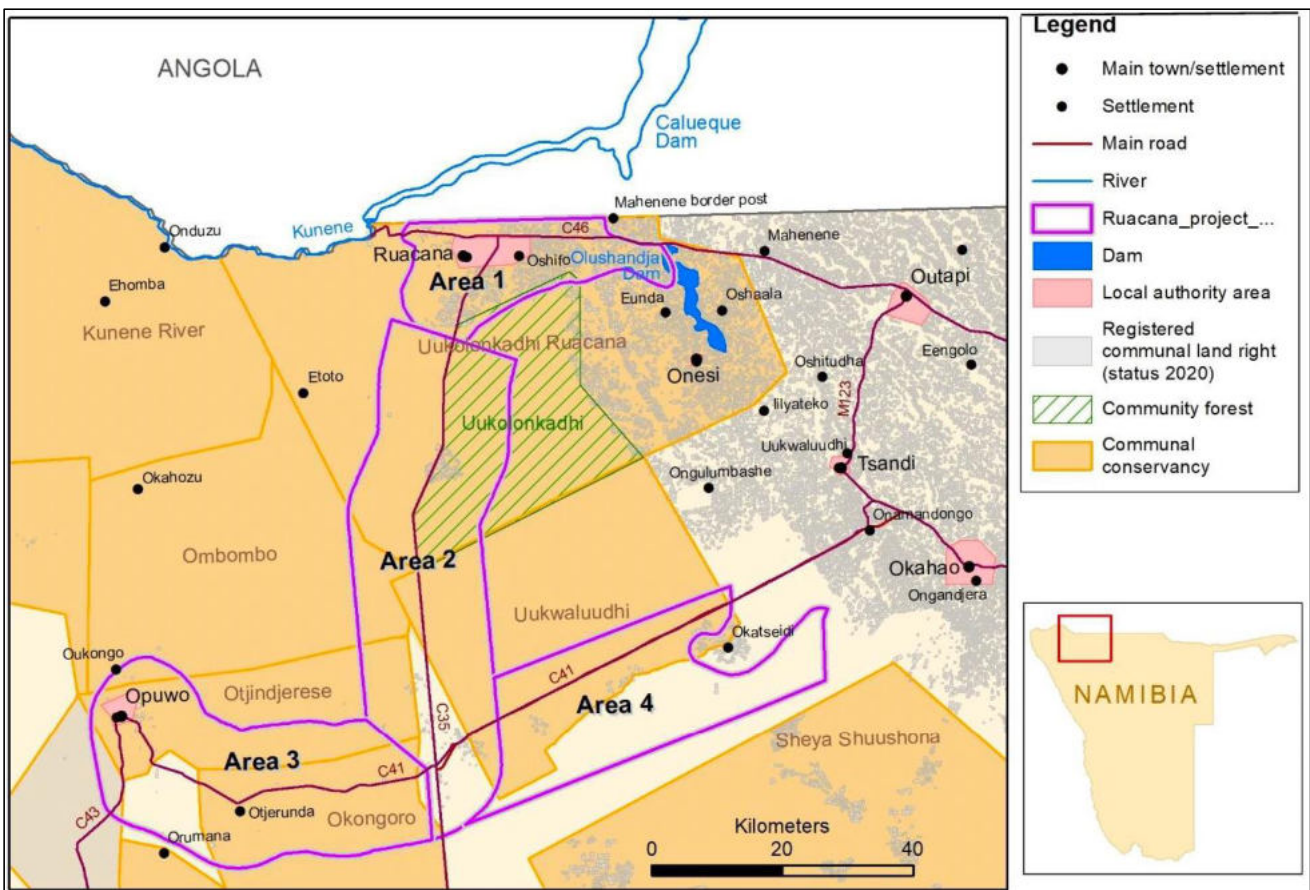 ANGOLA
Calueque
Dam
Mahenene border post
Onduzu
Kunene
C46
Mahenene
Ruacana
Oshifo
Olushandja
Dam
Outapi
Ehomba
Area 1
Eunda
Oshaala
Kunene River
Uukolonkadhi Ruacana
Eengolo
Onesi
Oshitudha
Etoto
M123
Iilyateko
Uukolonkadhi
Uukwaluudhi
Tsandi
Okahozu
Ongulumbashe
Onamandongo
Ombombo
Area 2
Okahao
Ongandjera
Uukwaluudhi
Okatseidi
Oukongo
Otjindjerese
C41
Opuwo
C35
Area 4
Sheya Shuushona
Area 3
C41
Otjerunda
Okongoro
C43
Orumana
Kilometers
0 20 40
Legend
Main town/settlement
Settlement
Main road
River
Ruacana_project_...
Dam
Local authority area
Registered
communal land right
(status 2020)
Community forest
Communal
conservancy
NAMIBIA